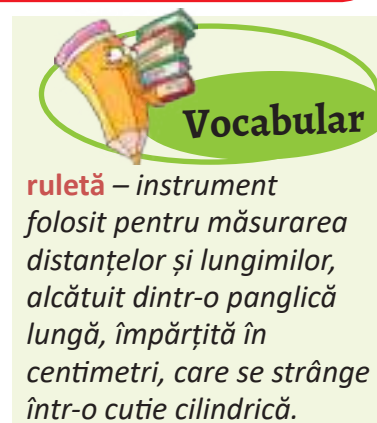 Vocabular
ruletă – instrument
folosit pentru măsurarea
distanțelor și lungimilor,
alcătuit dintr-o panglică
lungă, împărțită în
centimetri, care se strânge
într-o cutie cilindrică.